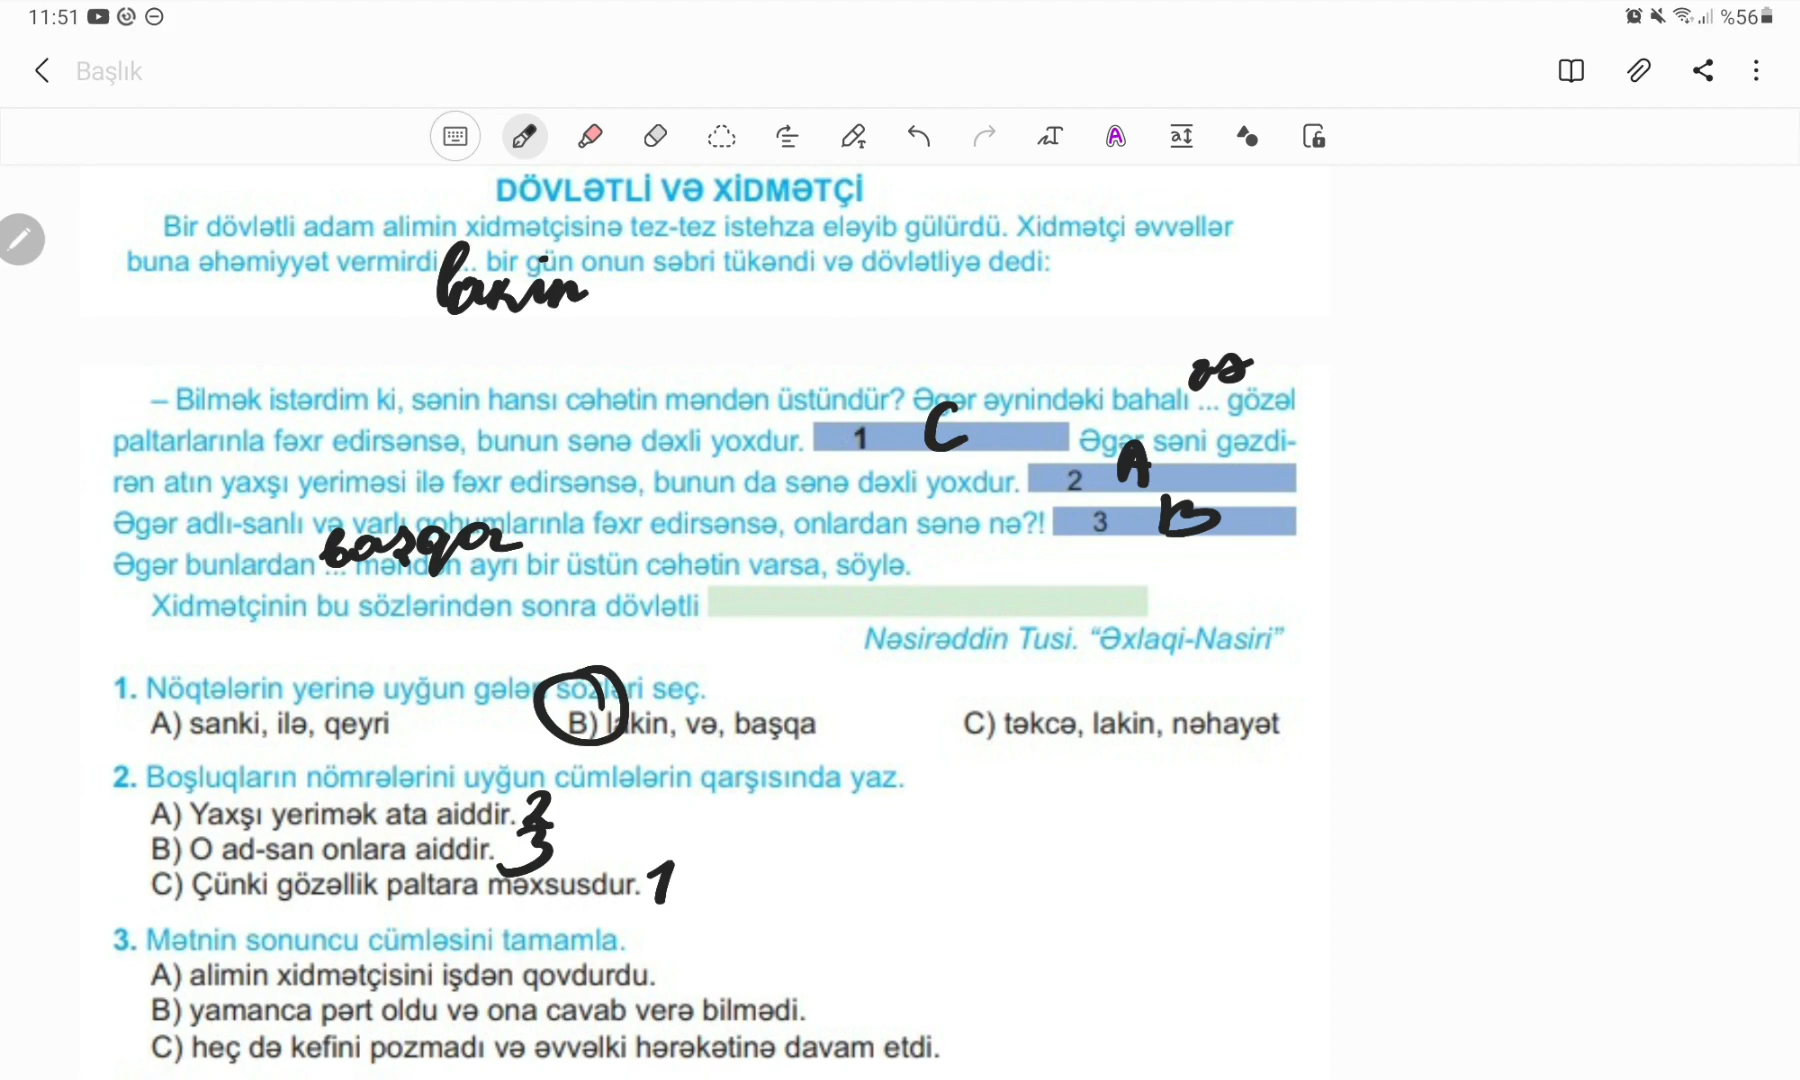 11:51 %56
Başlık
DÖVLƏTLİ VƏ XİDMƏTÇİ
Bir dövlətli adam alimin xidmətçisinə tez-tez istehza eləyib gülürdü. Xidmətçi əvvəllər
buna əhəmiyyət vermirdi ... bir gün onun səbri tükəndi və dövlətliyə dedi:
lakin
və
– Bilmək istərdim ki, sənin hansı cəhətin məndən üstündür? Əgər əynindəki bahalı ... gözəl
paltarlarınla fəxr edirsənsə, bunun sənə dəxli yoxdur. 1 C Əgər səni gəzdi-
rən atın yaxşı yeriməsi ilə fəxr edirsənsə, bunun da sənə dəxli yoxdur. 2 A
Əgər adlı-sanlı və varlı qohumlarınla fəxr edirsənsə, onlardan sənə nə?! 3 B
başqa
Əgər bunlardan ... məndən ayrı bir üstün cəhətin varsa, söylə.
Xidmətçinin bu sözlərindən sonra dövlətli
Nəsirəddin Tusi. “Əxlaqi-Nasiri”
1. Nöqtələrin yerinə uyğun gələn sözləri seç.
A) sanki, ilə, qeyri B) lakin, və, başqa C) təkcə, lakin, nəhayət
2. Boşluqların nömrələrini uyğun cümlələrin qarşısında yaz.
A) Yaxşı yerimək ata aiddir. 2
B) O ad-san onlara aiddir. 3
C) Çünki gözəllik paltara məxsusdur. 1
3. Mətnin sonuncu cümləsini tamamla.
A) alimin xidmətçisini işdən qovdurdu.
B) yamanca pərt oldu və ona cavab verə bilmədi.
C) heç də kefini pozmadı və əvvəlki hərəkətinə davam etdi.